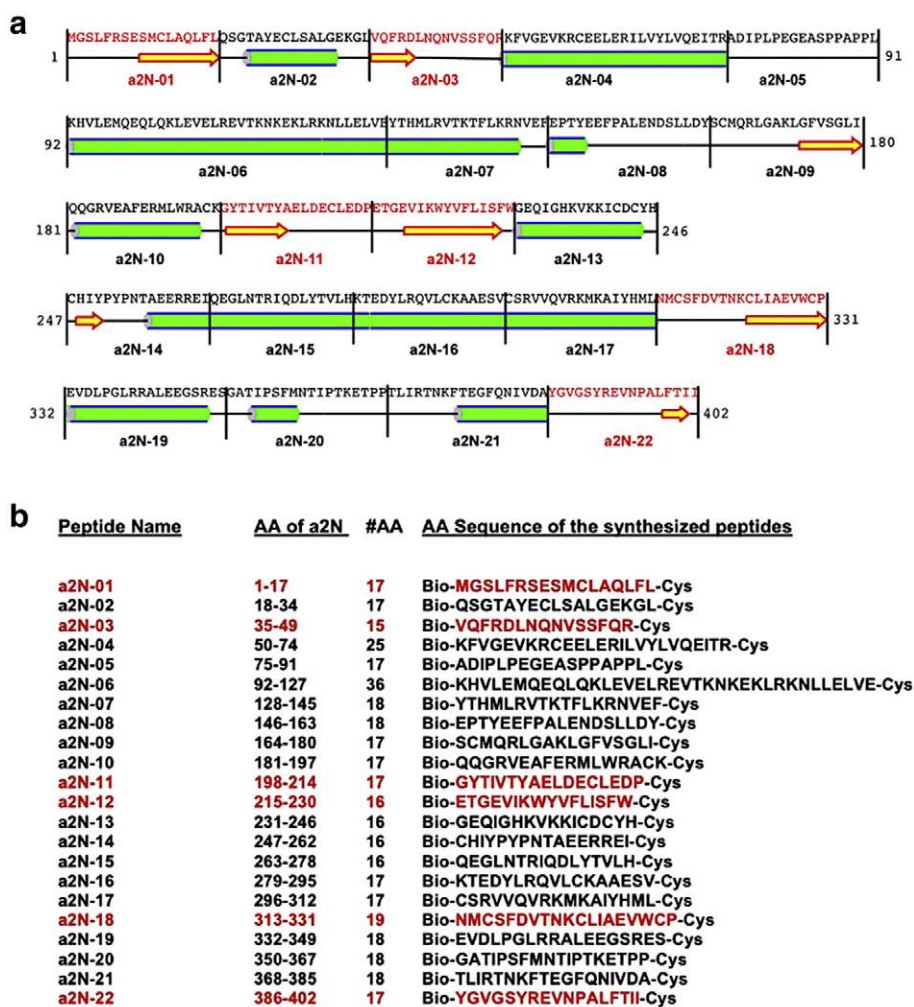 a
MGSLFRSESMCLAQLFLQSGTAYECLSALGEKGLVQFRDLNQNVSSFQRKFVGEVKRCEELERILVYLVQEITRADIPLPEGEASPPAPPL
1 91
a2N-01 a2N-02 a2N-03 a2N-04 a2N-05
KHVLEMQEQLQKLEVELREVTKNKEKLRKNLLELVEYTHMLRVTKTFLKRNVEFEPTYEEFPALENDSLLDYSCMQRLGAKLGFVSGLI
92 180
a2N-06 a2N-07 a2N-08 a2N-09
QQGRVEAFERMLWRACKGYTIVTYAELDECLEDPETGEVIKWYVFLISFWGEQIGHKVKKICDCYH
181 246
a2N-10 a2N-11 a2N-12 a2N-13
CHIYPYPNTAEERREIQEGLNTRIQDLYTVLHKTEDYLRQVLCKAAESVCSRVVQVRKMKAIYHMLNMCSFDVTNKCLIAEVWCP
247 331
a2N-14 a2N-15 a2N-16 a2N-17 a2N-18
EVDLPGLRRALEEGSRESGATIPSFMNTIPTKETPPTLIRTNKFTEGFQNIVDAYGVGSYREVNPALFTII
332 402
a2N-19 a2N-20 a2N-21 a2N-22
b
Peptide Name AA of a2N #AA AA Sequence of the synthesized peptides
a2N-01 1-17 17 Bio-MGSLFRSESMCLAQLFL-Cys
a2N-02 18-34 17 Bio-QSGTAYECLSALGEKGL-Cys
a2N-03 35-49 15 Bio-VQFRDLNQNVSSFQR-Cys
a2N-04 50-74 25 Bio-KFVGEVKRCEELERILVYLVQEITR-Cys
a2N-05 75-91 17 Bio-ADIPLPEGEASPPAPPL-Cys
a2N-06 92-127 36 Bio-KHVLEMQEQLQKLEVELREVTKNKEKLRKNLLELVE-Cys
a2N-07 128-145 18 Bio-YTHMLRVTKTFLKRNVEF-Cys
a2N-08 146-163 18 Bio-EPTYEEFPALENDSLLDY-Cys
a2N-09 164-180 17 Bio-SCMQRLGAKLGFVSGLI-Cys
a2N-10 181-197 17 Bio-QQGRVEAFERMLWRACK-Cys
a2N-11 198-214 17 Bio-GYTIVTYAELDECLEDP-Cys
a2N-12 215-230 16 Bio-ETGEVIKWYVFLISFW-Cys
a2N-13 231-246 16 Bio-GEQIGHKVKKICDCYH-Cys
a2N-14 247-262 16 Bio-CHIYPYPNTAEERREI-Cys
a2N-15 263-278 16 Bio-QEGLNTRIQDLYTVLH-Cys
a2N-16 279-295 17 Bio-KTEDYLRQVLCKAAESV-Cys
a2N-17 296-312 17 Bio-CSRVVQVRKMKAIYHML-Cys
a2N-18 313-331 19 Bio-NMCSFDVTNKCLIAEVWCP-Cys
a2N-19 332-349 18 Bio-EVDLPGLRRALEEGSRES-Cys
a2N-20 350-367 18 Bio-GATIPSFMNTIPTKETPP-Cys
a2N-21 368-385 18 Bio-TLIRTNKFTEGFQNIVDA-Cys
a2N-22 386-402 17 Bio-YGVGSYREVNPALFTII-Cys